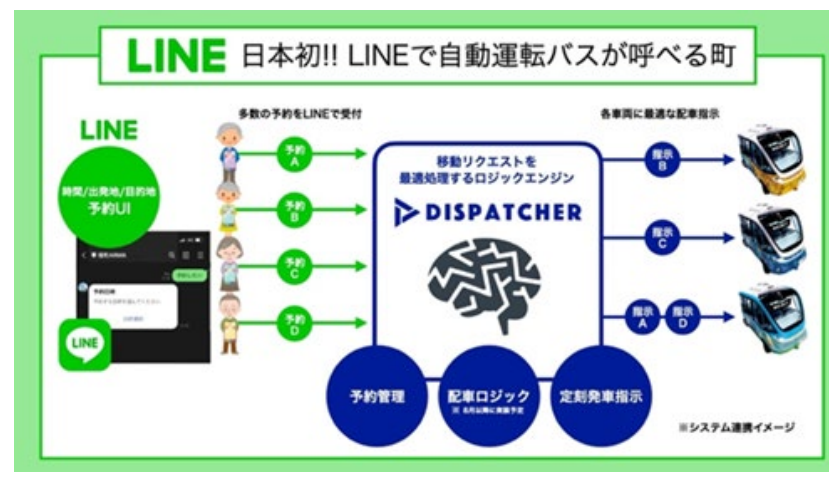 LINE 日本初!! LINEで自動運転バスが呼べる町
多数の予約をLINEで受付
各車両に最適な配車指示
LINE
時間/出発地/目的地
予約UI
予約
A
予約
B
予約
C
予約
D
移動リクエストを
最適処理するロジックエンジン
DISPATCHER
指示
B
指示
C
指示
A
指示
D
予約日時
LINE
予約管理
配車ロジック
定刻発車指示
※システム連携イメージ